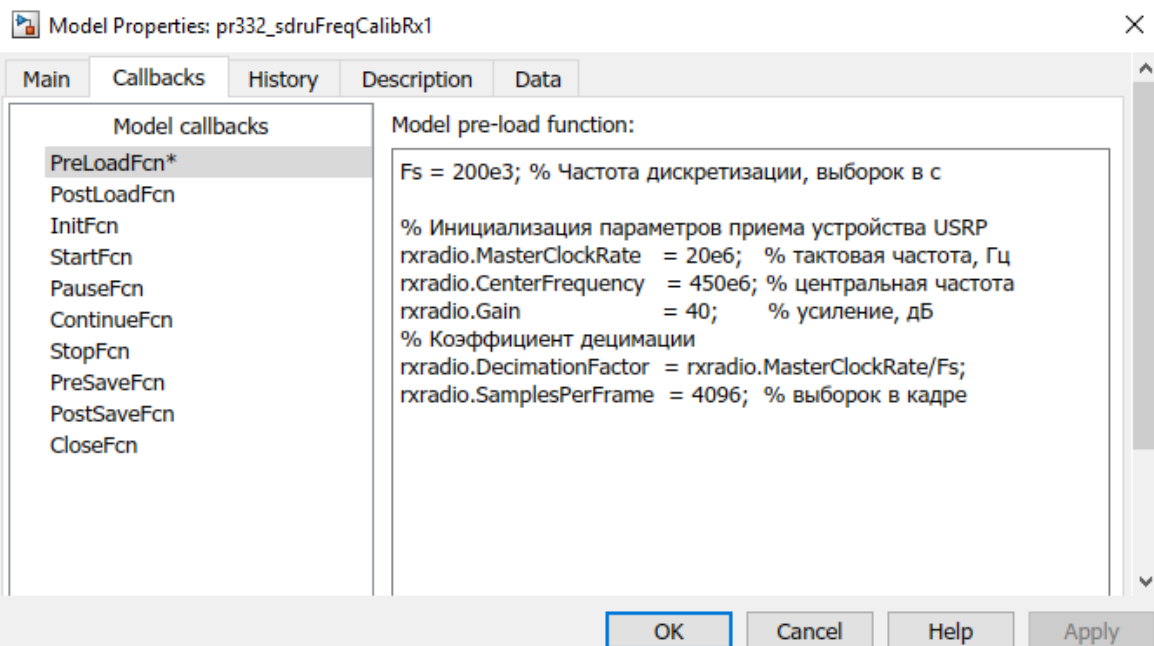 Model Properties: pr332_sdruFreqCalibRx1
Main Callbacks History Description Data
Model callbacks
PreLoadFcn*
PostLoadFcn
InitFcn
StartFcn
PauseFcn
ContinueFcn
StopFcn
PreSaveFcn
PostSaveFcn
CloseFcn
Model pre-load function:
Fs = 200e3; % Частота дискретизации, выборок в с
% Инициализация параметров приема устройства USRP
rxradio.MasterClockRate = 20e6; % тактовая частота, Гц
rxradio.CenterFrequency = 450e6; % центральная частота
rxradio.Gain = 40; % усиление, дБ
% Коэффициент децимации
rxradio.DecimationFactor = rxradio.MasterClockRate/Fs;
rxradio.SamplesPerFrame = 4096; % выборок в кадре
OK Cancel Help Apply